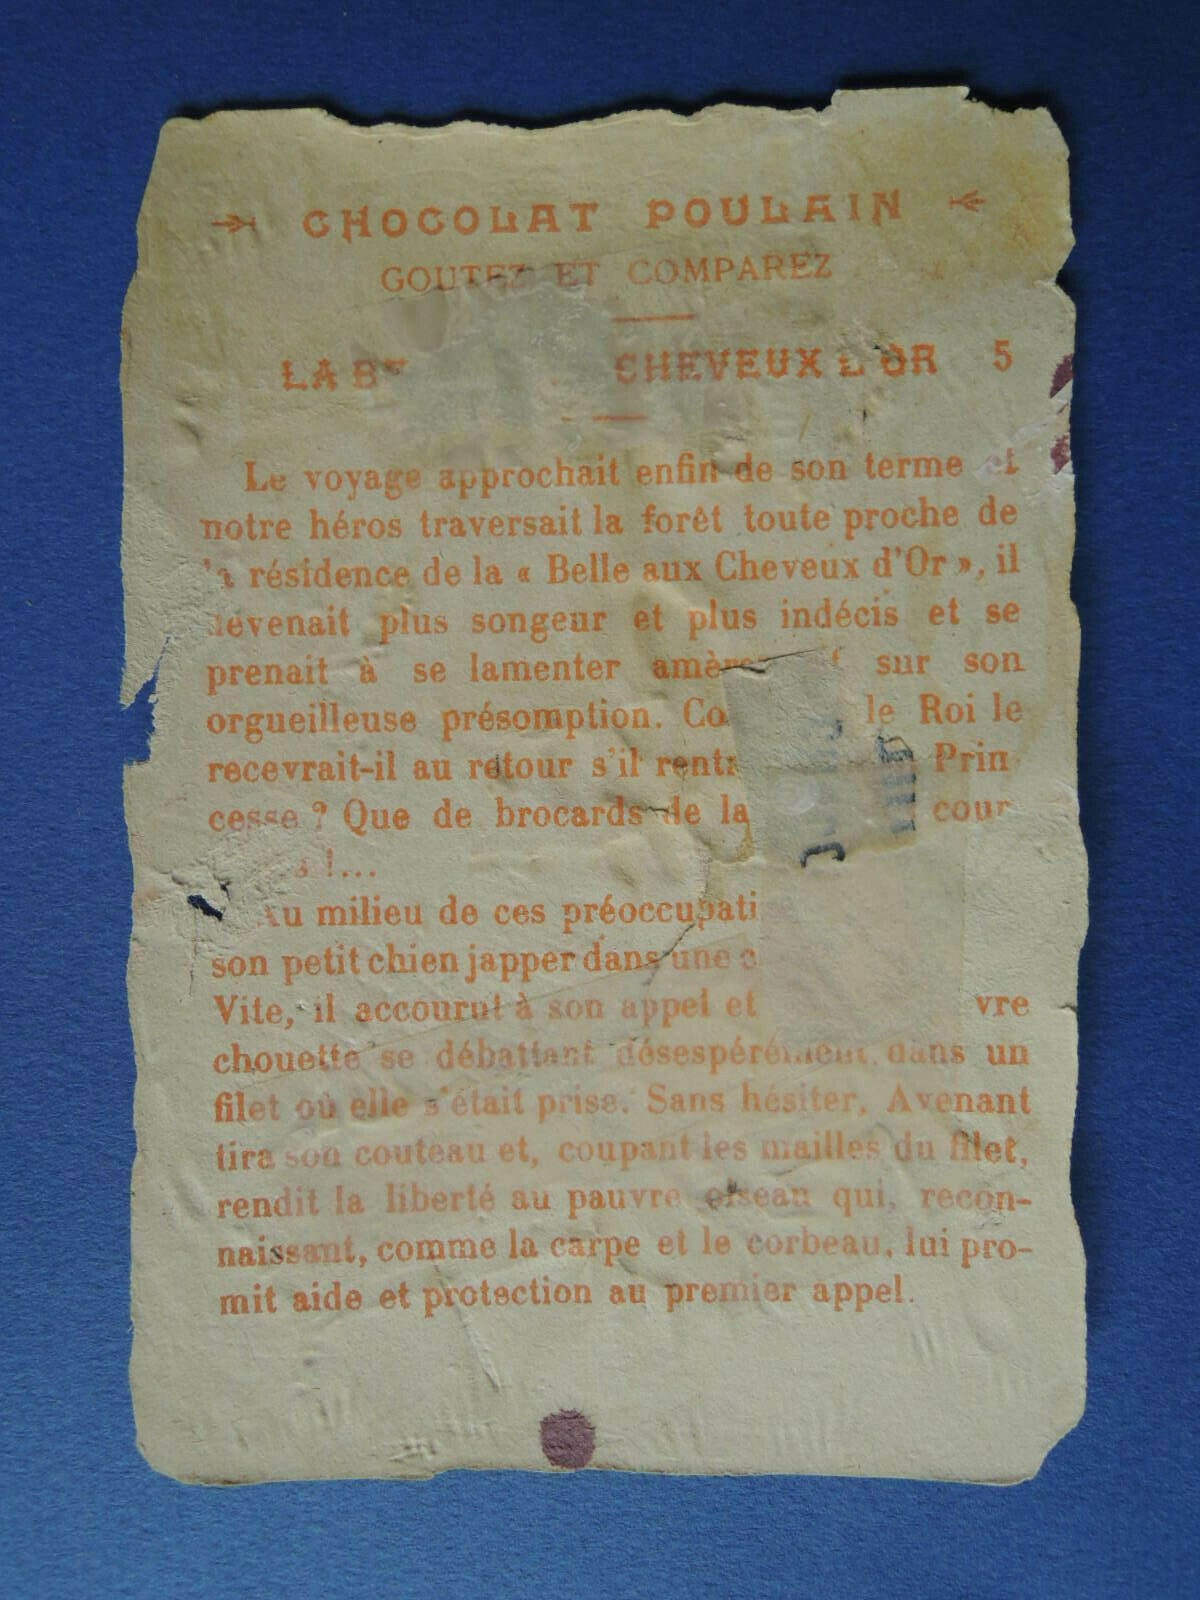 CHOCOLAT POULAIN
GOUTEZ ET COMPAREZ
LA CHEVEUX D'OR 5
Le voyage approchait enfin de son terme et
notre héros traversait la forêt toute proche de
la résidence de la « Belle aux Cheveux d'Or », il
devenait plus songeur et plus indécis et se
prenait à se lamenter sur son
orgueilleuse présomption. le Roi le
recevrait-il au retour s'il Prin
cesse ? Que de brocards de la cour
!...
Au milieu de ces
son petit chien japper dans une
Vite, il accourut à son appel et vre
chouette se débattant désespérément dans un
filet où elle s'était prise. Sans hésiter, Avenant
tira son couteau et, coupant les mailles du filet,
rendit la liberté au pauvre oiseau qui, recon-
naissant, comme la carpe et le corbeau, lui pro-
mit aide et protection au premier appel.